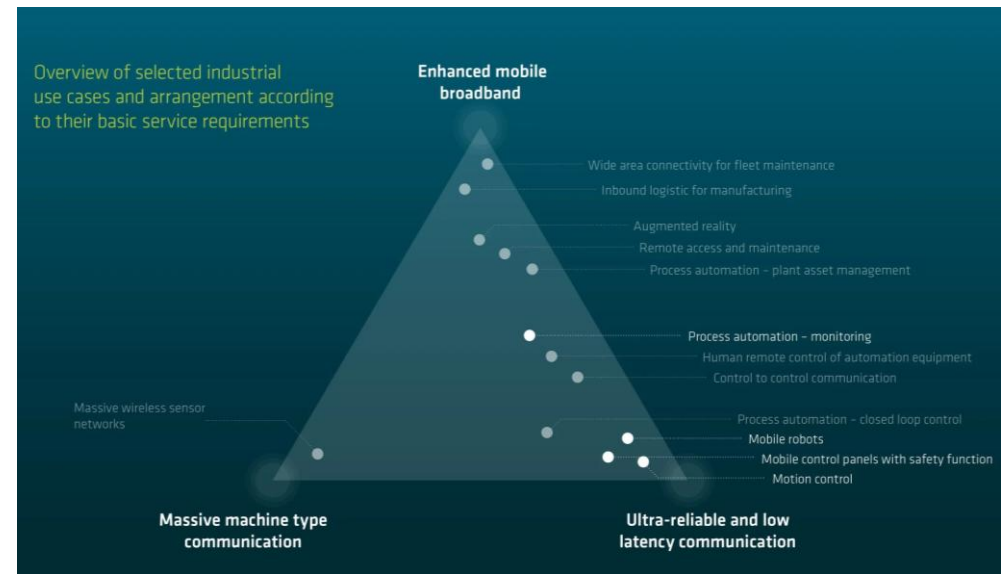 Overview of selected industrial
use cases and arrangement according
to their basic service requirements
Enhanced mobile
broadband
Wide area connectivity for fleet maintenance
Inbound logistic for manufacturing
Augmented reality
Remote access and maintenance
Process automation – plant asset management
Process automation – monitoring
Human remote control of automation equipment
Control to control communication
Massive wireless sensor
networks
Process automation – closed loop control
Mobile robots
Mobile control panels with safety function
Motion control
Massive machine type
communication
Ultra-reliable and low
latency communication